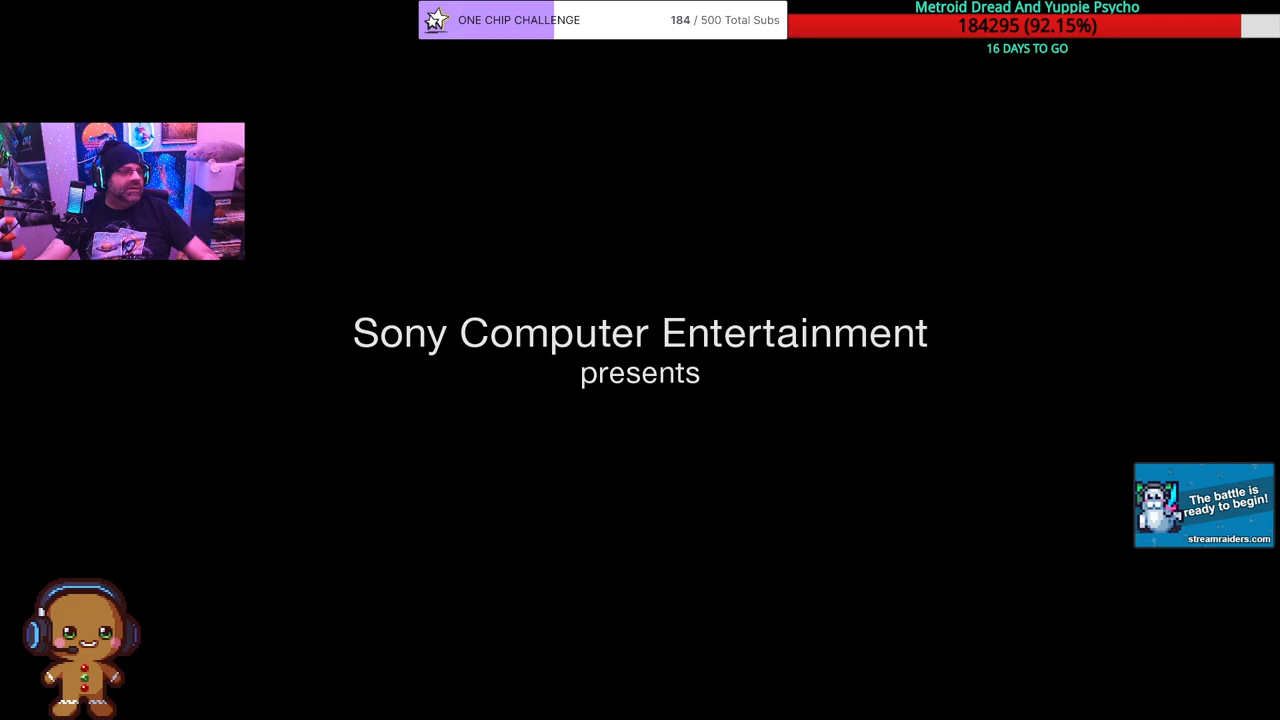 ONE CHIP CHALLENGE
184 / 500 Total Subs
Metroid Dread And Yuppie Psycho
184295 (92.15%)
16 DAYS TO GO
Sony Computer Entertainment
presents
The battle is
ready to begin!
streamraiders.com